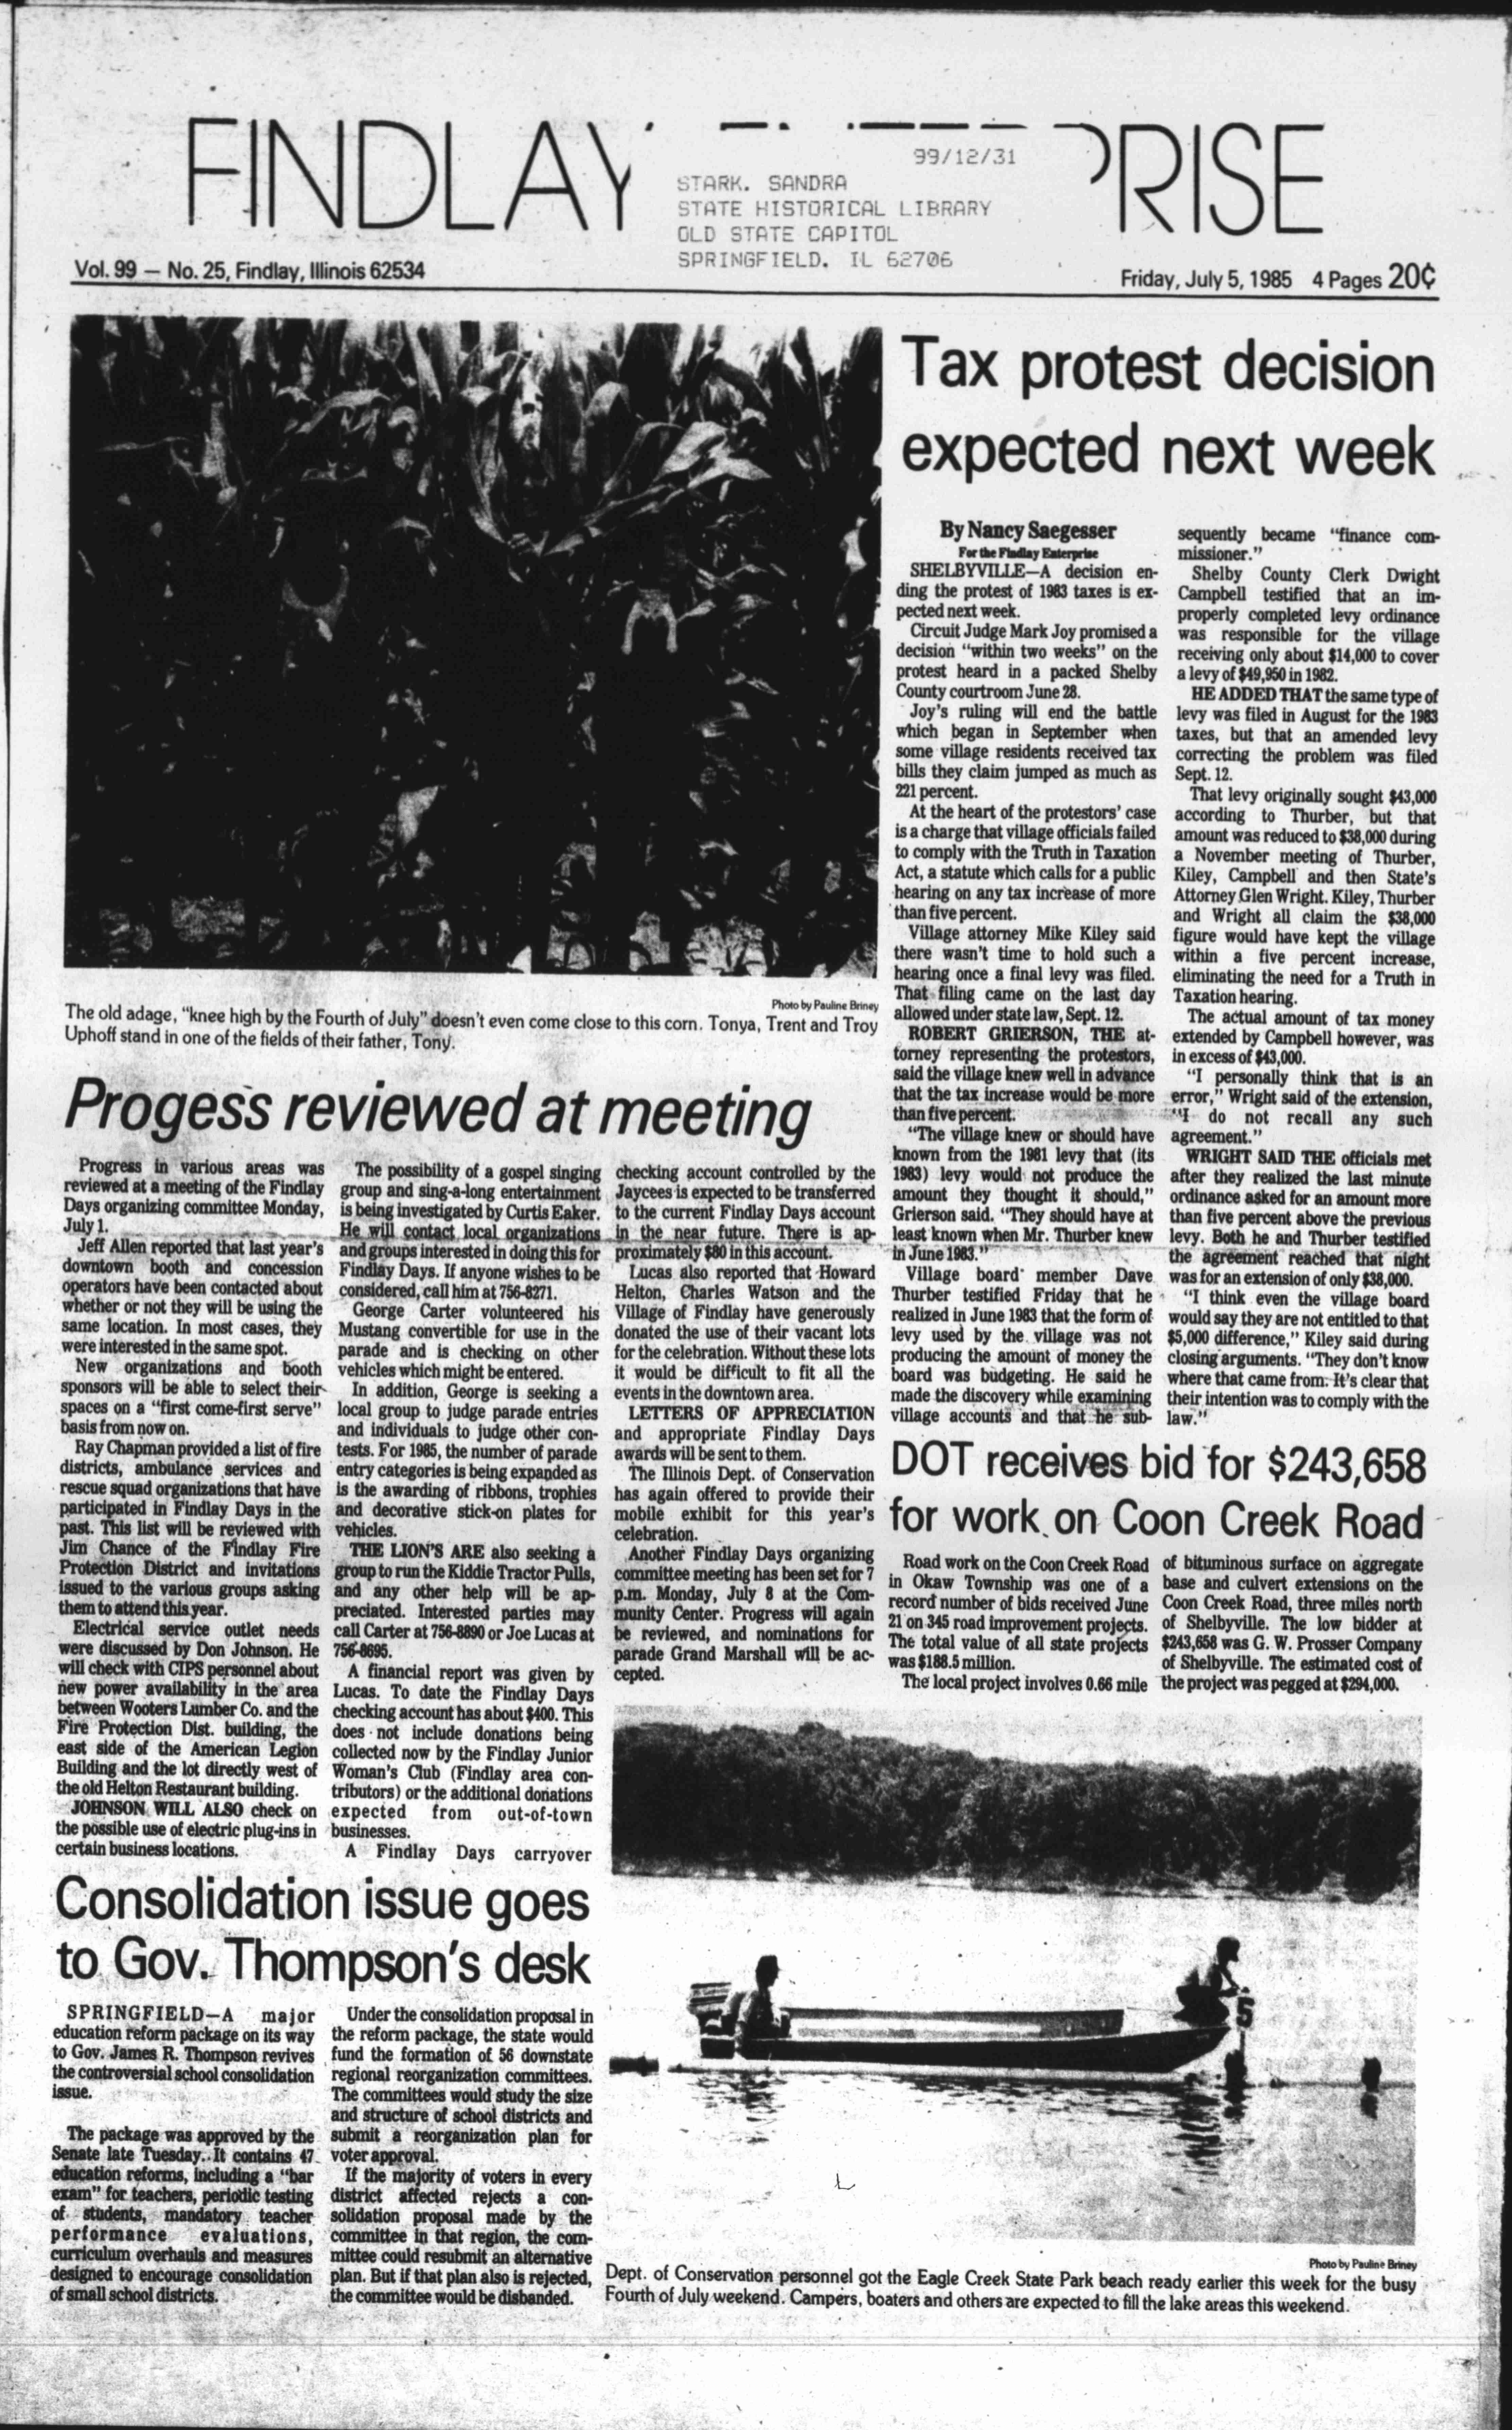 FINDLAY PRISE
99/12/31
STARK. SANDRA
STATE HISTORICAL LIBRARY
OLD STATE CAPITOL
SPRINGFIELD. IL 62706
Vol. 99 — No. 25, Findlay, Illinois 62534
Friday, July 5, 1985 4 Pages 20¢
Photo by Pauline Briney
The old adage, "knee high by the Fourth of July" doesn't even come close to this corn. Tonya, Trent and Troy
Uphoff stand in one of the fields of their father, Tony.
Tax protest decision
expected next week
By Nancy Saegesser
For the Findlay Enterprise
SHELBYVILLE—A decision en-
ding the protest of 1983 taxes is ex-
pected next week.
Circuit Judge Mark Joy promised a
decision "within two weeks" on the
protest heard in a packed Shelby
County courtroom June 28.
Joy's ruling will end the battle
which began in September when
some village residents received tax
bills they claim jumped as much as
221 percent.
At the heart of the protestors' case
is a charge that village officials failed
to comply with the Truth in Taxation
Act, a statute which calls for a public
hearing on any tax increase of more
than five percent.
Village attorney Mike Kiley said
there wasn't time to hold such a
hearing once a final levy was filed.
That filing came on the last day
allowed under state law, Sept. 12.
ROBERT GRIERSON, THE at-
torney representing the protestors,
said the village knew well in advance
that the tax increase would be more
than five percent.
"The village knew or should have
known from the 1981 levy that (its
1983) levy would not produce the
amount they thought it should,"
Grierson said. "They should have at
least known when Mr. Thurber knew
in June 1983."
Village board member Dave
Thurber testified Friday that he
realized in June 1983 that the form of
levy used by the village was not
producing the amount of money the
board was budgeting. He said he
made the discovery while examining
village accounts and that he sub-
sequently became "finance com-
missioner."
Shelby County Clerk Dwight
Campbell testified that an im-
properly completed levy ordinance
was responsible for the village
receiving only about $14,000 to cover
a levy of $49,950 in 1982.
HE ADDED THAT the same type of
levy was filed in August for the 1983
taxes, but that an amended levy
correcting the problem was filed
Sept. 12.
That levy originally sought $43,000
according to Thurber, but that
amount was reduced to $38,000 during
a November meeting of Thurber,
Kiley, Campbell and then State's
Attorney Glen Wright. Kiley, Thurber
and Wright all claim the $38,000
figure would have kept the village
within a five percent increase,
eliminating the need for a Truth in
Taxation hearing.
The actual amount of tax money
extended by Campbell however, was
in excess of $43,000.
"I personally think that is an
error," Wright said of the extension,
"I do not recall any such
agreement."
WRIGHT SAID THE officials met
after they realized the last minute
ordinance asked for an amount more
than five percent above the previous
levy. Both he and Thurber testified
the agreement reached that night
was for an extension of only $38,000.
"I think even the village board
would say they are not entitled to that
$5,000 difference," Kiley said during
closing arguments. "They don't know
where that came from. It's clear that
their intention was to comply with the
law."
Progess reviewed at meeting
Progress in various areas was
reviewed at a meeting of the Findlay
Days organizing committee Monday,
July 1.
Jeff Allen reported that last year's
downtown booth and concession
operators have been contacted about
whether or not they will be using the
same location. In most cases, they
were interested in the same spot.
New organizations and booth
sponsors will be able to select their
spaces on a "first come-first serve"
basis from now on.
Ray Chapman provided a list of fire
districts, ambulance services and
rescue squad organizations that have
participated in Findlay Days in the
past. This list will be reviewed with
Jim Chance of the Findlay Fire
Protection District and invitations
issued to the various groups asking
them to attend this year.
Electrical service outlet needs
were discussed by Don Johnson. He
will check with CIPS personnel about
new power availability in the area
between Wooters Lumber Co. and the
Fire Protection Dist. building, the
east side of the American Legion
Building and the lot directly west of
the old Helton Restaurant building.
JOHNSON WILL ALSO check on
the possible use of electric plug-ins in
certain business locations.
The possibility of a gospel singing
group and sing-a-long entertainment
is being investigated by Curtis Eaker.
He will contact local organizations
and groups interested in doing this for
Findlay Days. If anyone wishes to be
considered, call him at 756-8271.
George Carter volunteered his
Mustang convertible for use in the
parade and is checking on other
vehicles which might be entered.
In addition, George is seeking a
local group to judge parade entries
and individuals to judge other con-
tests. For 1985, the number of parade
entry categories is being expanded as
is the awarding of ribbons, trophies
and decorative stick-on plates for
vehicles.
THE LION'S ARE also seeking a
group to run the Kiddie Tractor Pulls,
and any other help will be ap-
preciated. Interested parties may
call Carter at 756-8890 or Joe Lucas at
756-8695.
A financial report was given by
Lucas. To date the Findlay Days
checking account has about $400. This
does not include donations being
collected now by the Findlay Junior
Woman's Club (Findlay area con-
tributors) or the additional donations
expected from out-of-town
businesses.
A Findlay Days carryover
checking account controlled by the
Jaycees is expected to be transferred
to the current Findlay Days account
in the near future. There is ap-
proximately $80 in this account.
Lucas also reported that Howard
Helton, Charles Watson and the
Village of Findlay have generously
donated the use of their vacant lots
for the celebration. Without these lots
it would be difficult to fit all the
events in the downtown area.
LETTERS OF APPRECIATION
and appropriate Findlay Days
awards will be sent to them.
The Illinois Dept. of Conservation
has again offered to provide their
mobile exhibit for this year's
celebration.
Another Findlay Days organizing
committee meeting has been set for 7
p.m. Monday, July 8 at the Com-
munity Center. Progress will again
be reviewed, and nominations for
parade Grand Marshall will be ac-
cepted.
DOT receives bid for $243,658
for work on Coon Creek Road
Road work on the Coon Creek Road
in Okaw Township was one of a
record number of bids received June
21 on 345 road improvement projects.
The total value of all state projects
was $188.5 million.
The local project involves 0.66 mile
of bituminous surface on aggregate
base and culvert extensions on the
Coon Creek Road, three miles north
of Shelbyville. The low bidder at
$243,658 was G. W. Prosser Company
of Shelbyville. The estimated cost of
the project was pegged at $294,000.
Consolidation issue goes
to Gov. Thompson's desk
SPRINGFIELD—A major
education reform package on its way
to Gov. James R. Thompson revives
the controversial school consolidation
issue.
The package was approved by the
Senate late Tuesday. It contains 47
education reforms, including a "bar
exam" for teachers, periodic testing
of students, mandatory teacher
performance evaluations,
curriculum overhauls and measures
designed to encourage consolidation
of small school districts.
Under the consolidation proposal in
the reform package, the state would
fund the formation of 56 downstate
regional reorganization committees.
The committees would study the size
and structure of school districts and
submit a reorganization plan for
voter approval.
If the majority of voters in every
district affected rejects a con-
solidation proposal made by the
committee in that region, the com-
mittee could resubmit an alternative
plan. But if that plan also is rejected,
the committee would be disbanded.
5
Photo by Pauline Briney
Dept. of Conservation personnel got the Eagle Creek State Park beach ready earlier this week for the busy
Fourth of July weekend. Campers, boaters and others are expected to fill the lake areas this weekend.